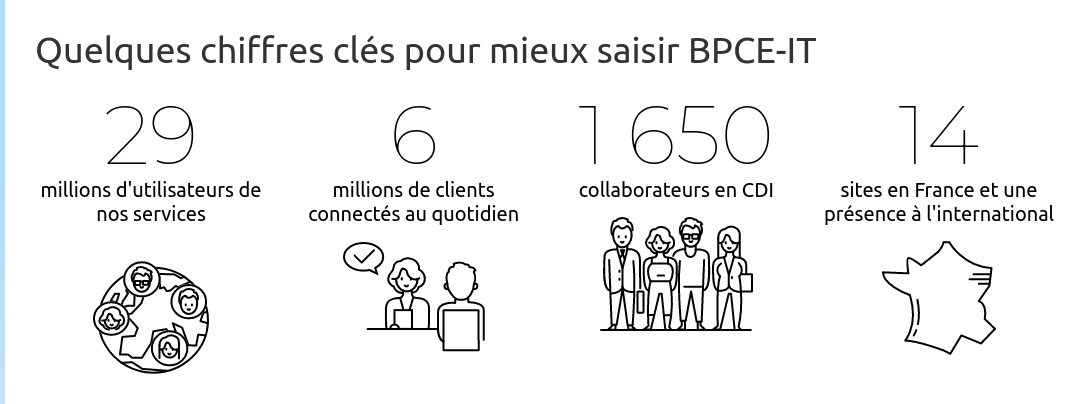 Quelques chiffres clés pour mieux saisir BPCE-IT
29
millions d'utilisateurs de
nos services
6
millions de clients
connectés au quotidien
1 650
collaborateurs en CDI
14
sites en France et une
présence à l'international